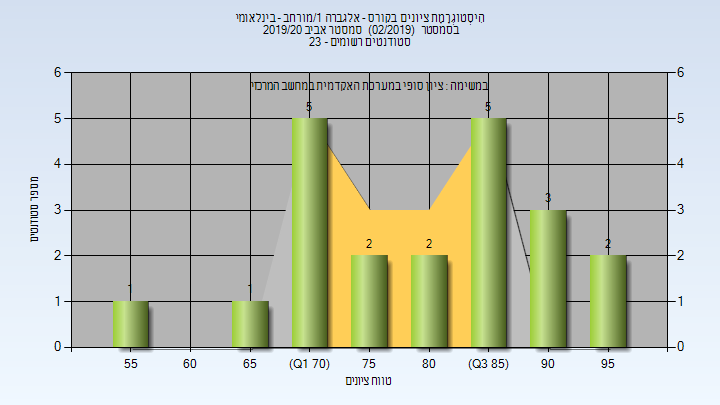 הִיסְטוגְרַמַת ציונים בקורס - אלגברה 1/מורחב - בינלאומי
בסמסטר (02/2019) סמסטר אביב 2019/20
סטודנטים רשומים - 23
במשימה : ציון סופי במערכת האקדמית במחשב המרכזי
6 6
5 5 5 5
4 4
מספר סטודנטים
3 3 3
2 2 2 2 2
1 1 1 1
0 0
55 60 65 (Q1 70) 75 80 (Q3 85) 90 95
טווח ציונים